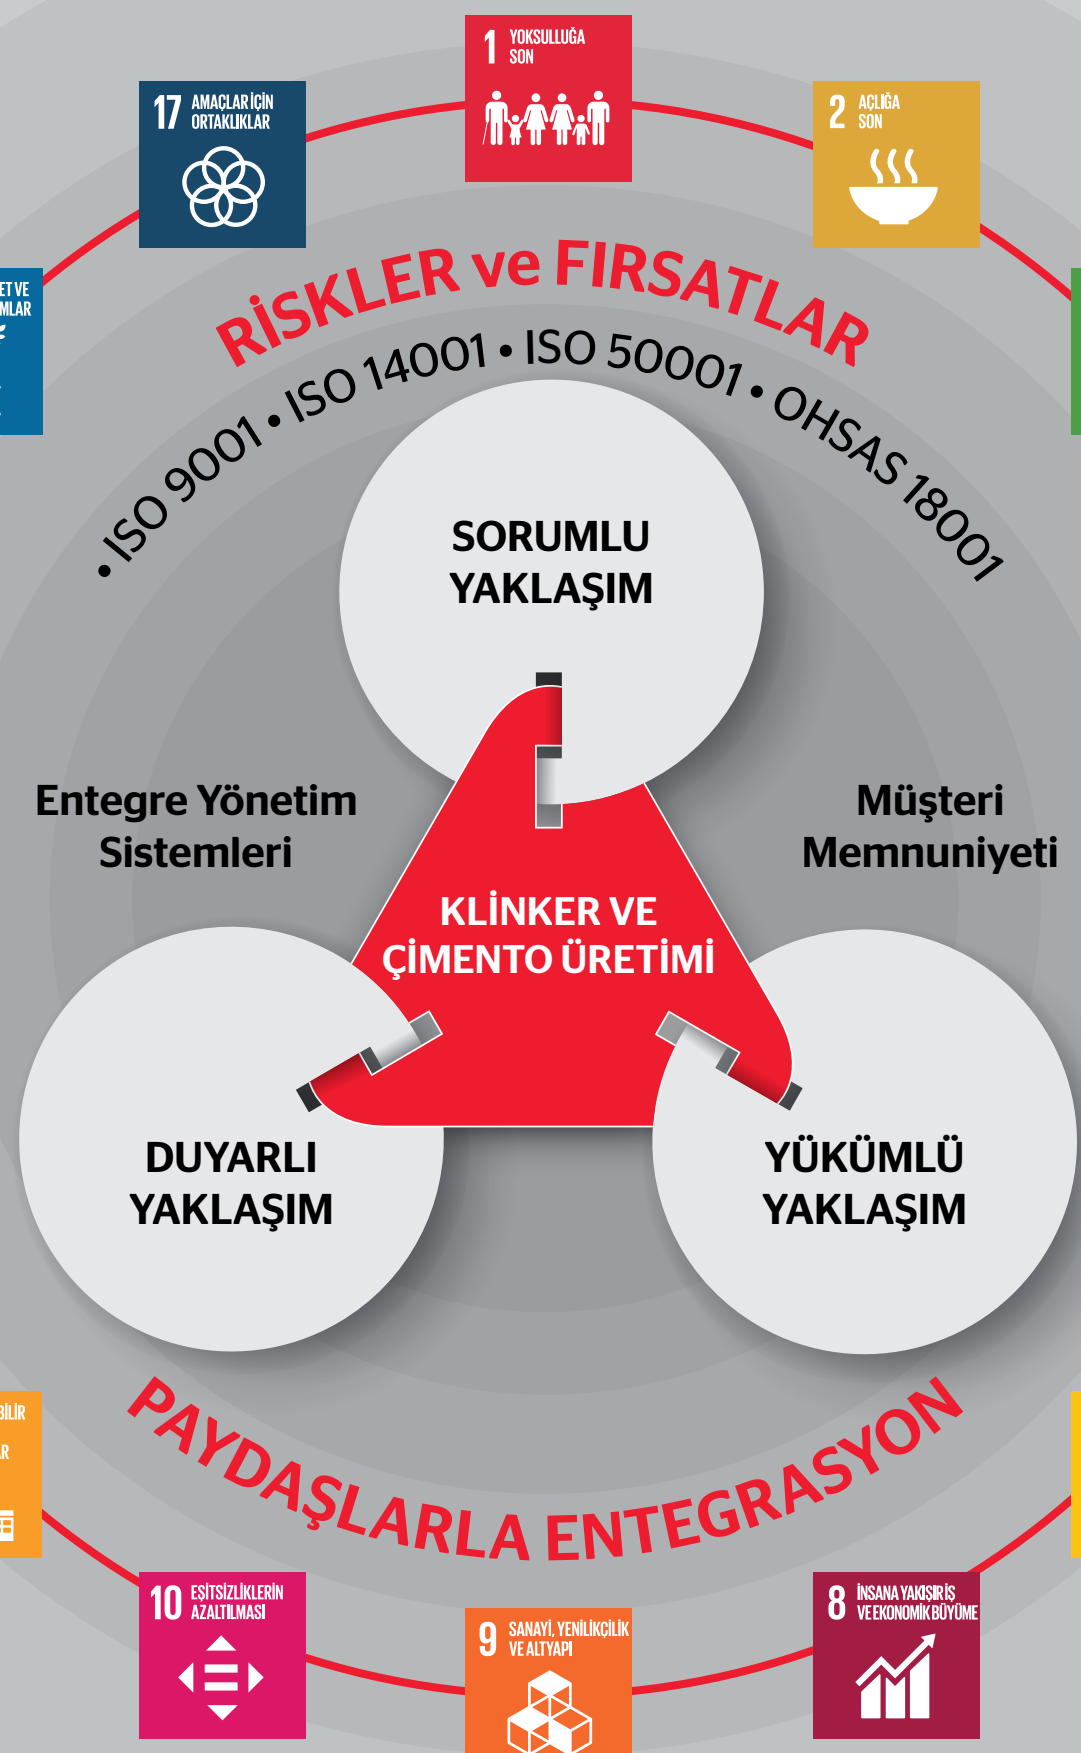 1 YOKSULLUĞA
SON
17 AMAÇLAR İÇİN
ORTAKLIKLAR
2 AÇLIĞA
SON
RİSKLER ve FIRSATLAR
• ISO 9001 • ISO 14001 • ISO 50001 • OHSAS 18001
SORUMLU
YAKLAŞIM
Entegre Yönetim
Sistemleri
Müşteri
Memnuniyeti
KLİNKER VE
ÇİMENTO ÜRETİMİ
DUYARLI
YAKLAŞIM
YÜKÜMLÜ
YAKLAŞIM
PAYDAŞLARLA ENTEGRASYON
10 EŞİTSİZLİKLERİN
AZALTILMASI
9 SANAYİ, YENİLİKÇİLİK
VE ALTYAPI
8 İNSANA YAKIŞIR İŞ
VE EKONOMİK BÜYÜME